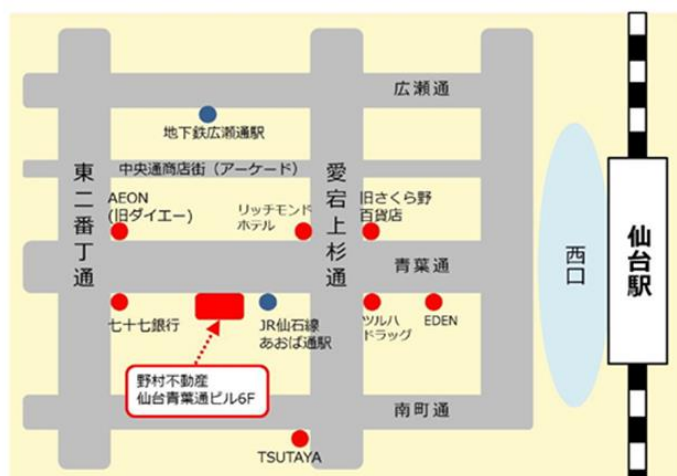 広瀬通
地下鉄広瀬通駅
中央通商店街（アーケード）
東二番丁通
愛宕上杉通
AEON
(旧ダイエー)
リッチモンド
ホテル
旧さくら野
百貨店
青葉通
西口
仙台駅
七十七銀行
JR仙石線
あおば通駅
ツルハ
ドラッグ
EDEN
野村不動産
仙台青葉通ビル6F
南町通
TSUTAYA